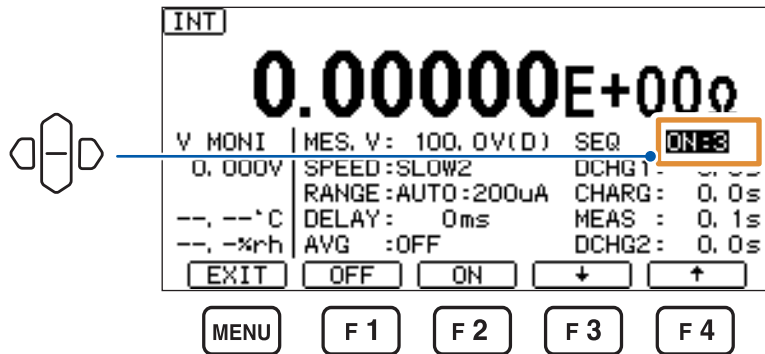 INT
0.00000E+00Ω
V MONI MES. V: 100.0V(D) SEQ ON:3
0.000V SPEED:SLOW2 DCHG1: 0.0s
RANGE:AUTO:200uA CHARG: 0.0s
--.--°C DELAY: 0ms MEAS : 0.1s
--.-%rh AVG :OFF DCHG2: 0.0s
EXIT OFF ON ↓ ↑
MENU F 1 F 2 F 3 F 4